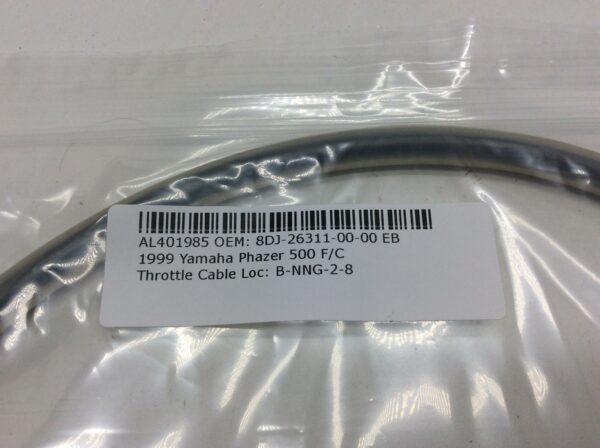 AL401985 OEM: 8DJ-26311-00-00 EB
1999 Yamaha Phazer 500 F/C
Throttle Cable Loc: B-NNG-2-8